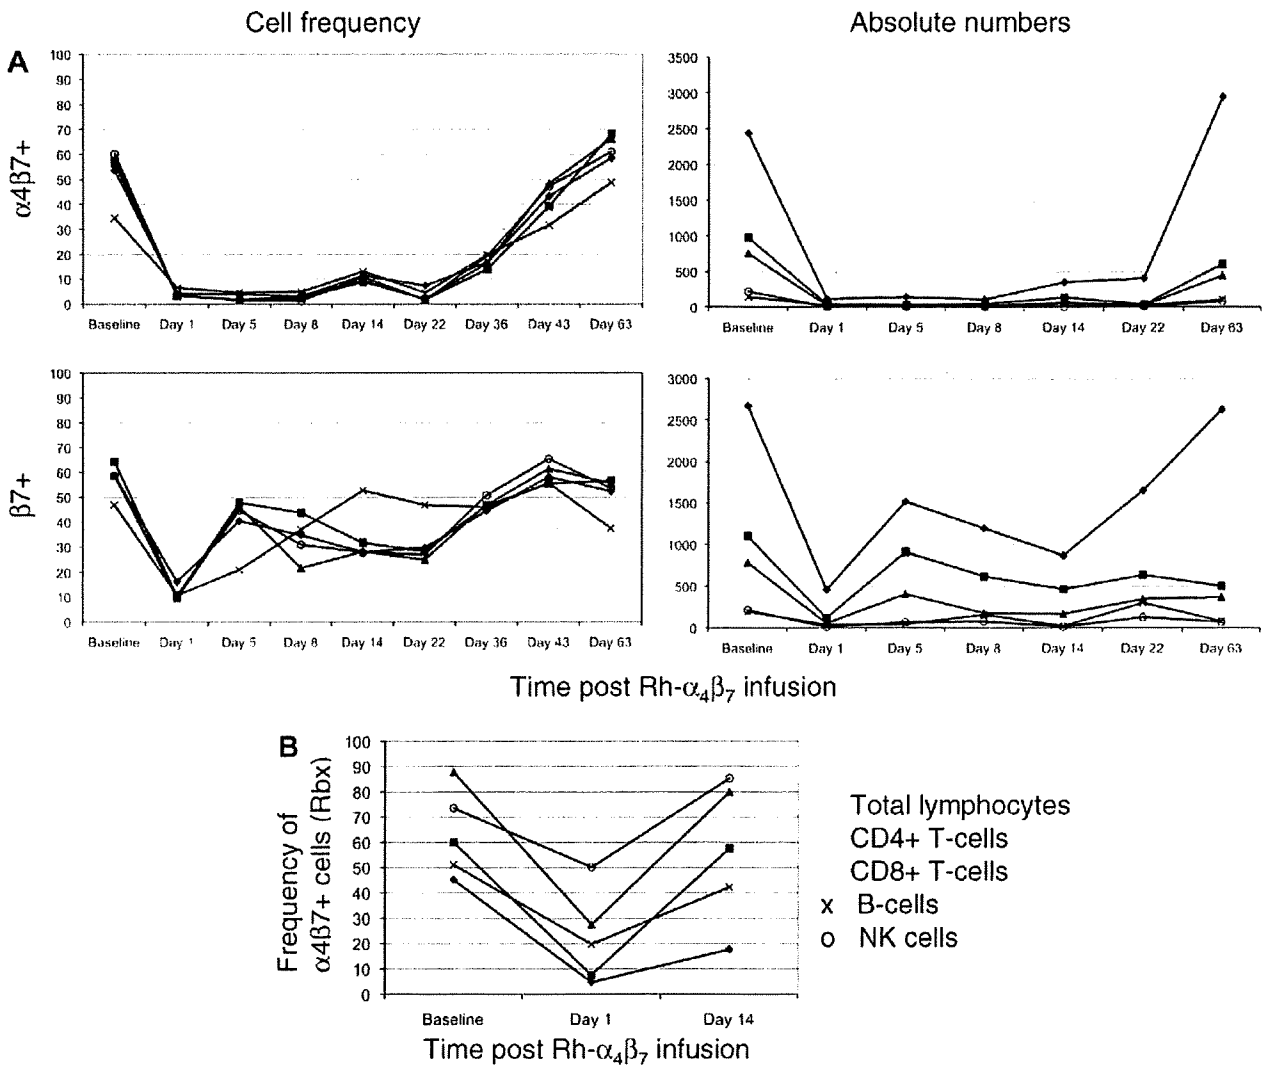 Cell frequency
Absolute numbers
A
α4β7+
100
90
80
70
60
50
40
30
20
10
0
Baseline Day 1 Day 5 Day 8 Day 14 Day 22 Day 36 Day 43 Day 63
3500
3000
2500
2000
1500
1000
500
0
Baseline Day 1 Day 5 Day 8 Day 14 Day 22 Day 63
β7+
100
90
80
70
60
50
40
30
20
10
0
Baseline Day 1 Day 5 Day 8 Day 14 Day 22 Day 36 Day 43 Day 63
3000
2500
2000
1500
1000
500
0
Baseline Day 1 Day 5 Day 8 Day 14 Day 22 Day 63
Time post Rh-α4β7 infusion
B
Frequency of
α4β7+ cells (Rbx)
100
90
80
70
60
50
40
30
20
10
0
Baseline Day 1 Day 14
Time post Rh-α4β7 infusion
Total lymphocytes
CD4+ T-cells
CD8+ T-cells
x B-cells
o NK cells